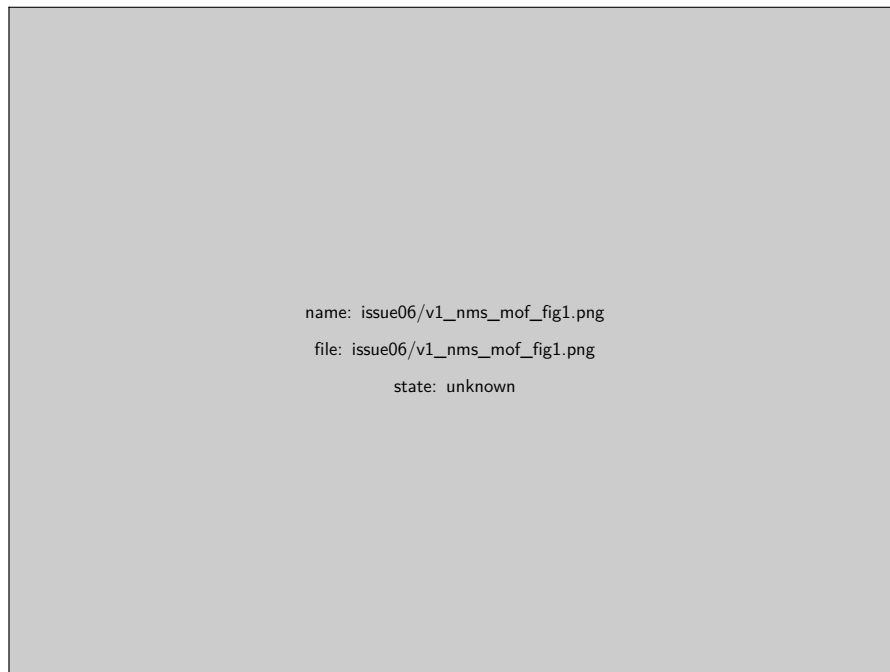 name: issue06/v1_nms_mof_fig1.png
file: issue06/v1_nms_mof_fig1.png
state: unknown